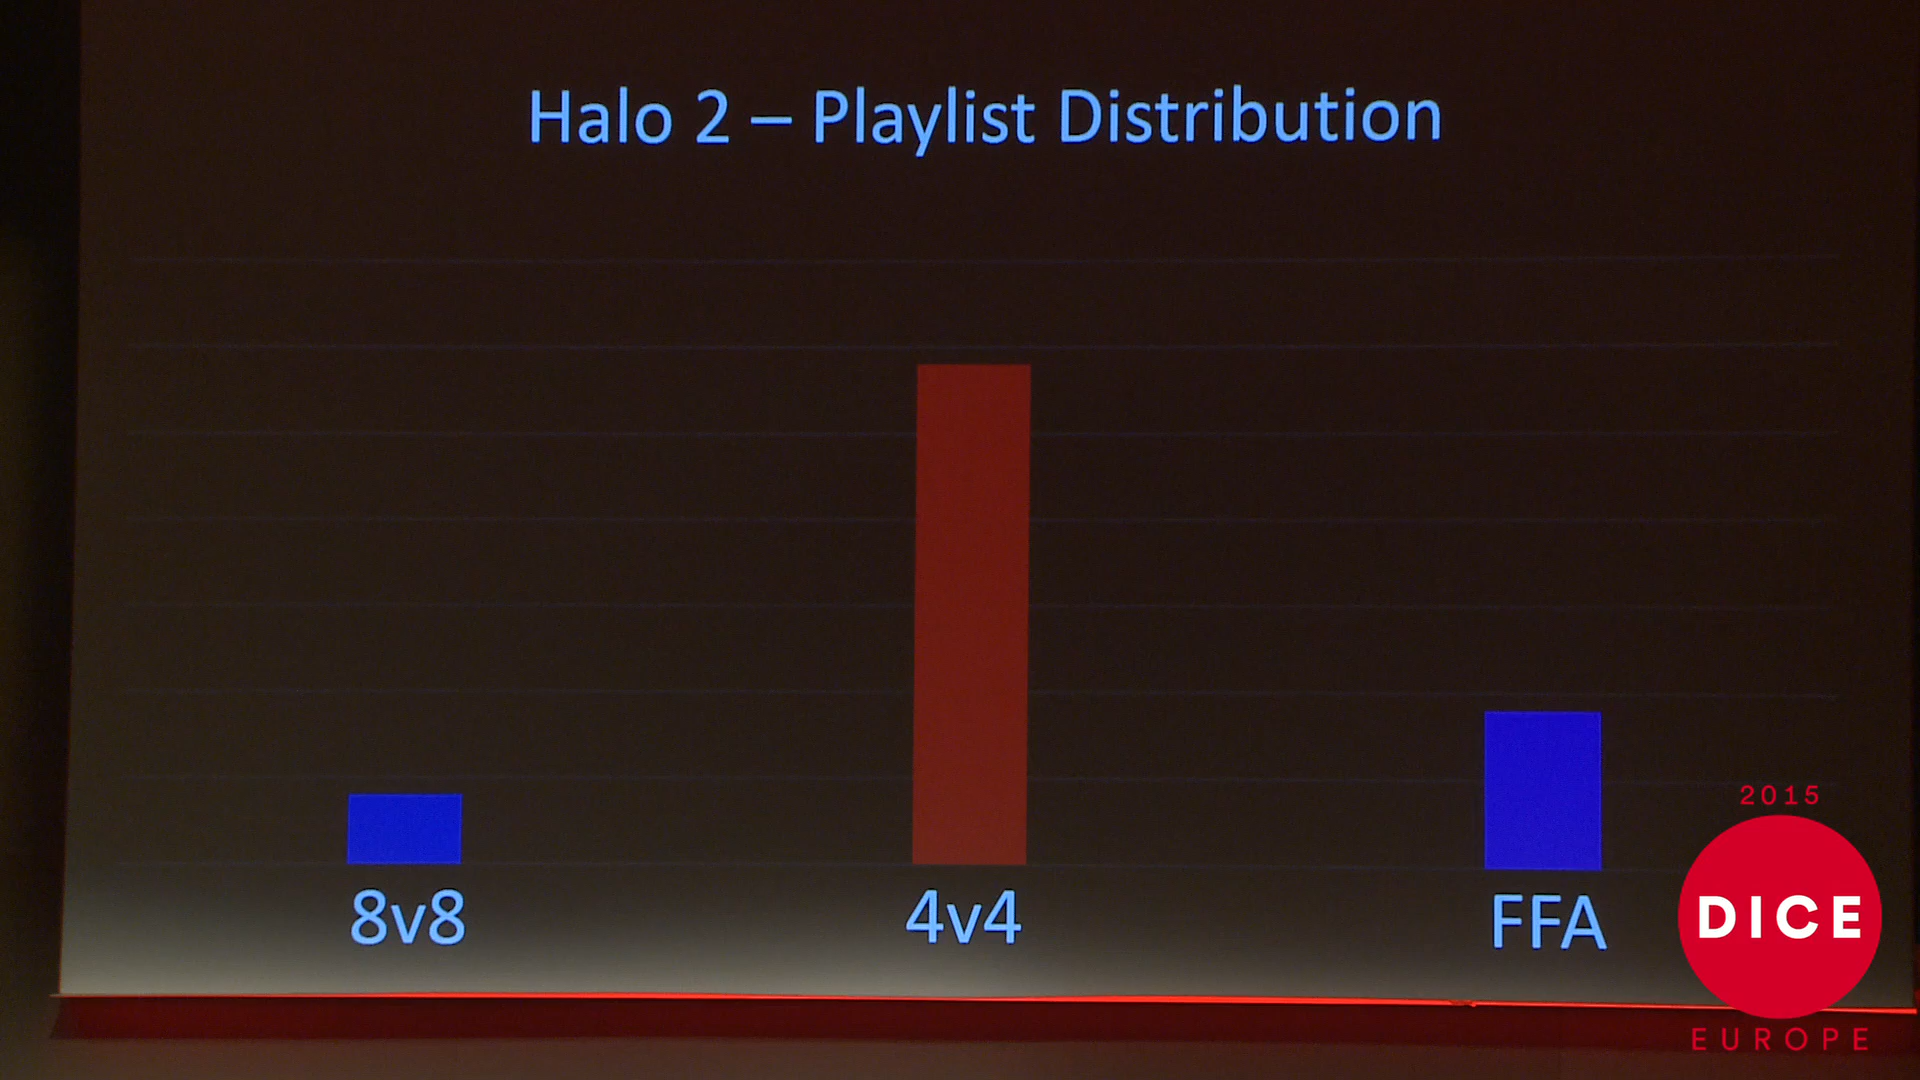 Halo 2 – Playlist Distribution
8v8
4v4
FFA
2015
DICE
EUROPE